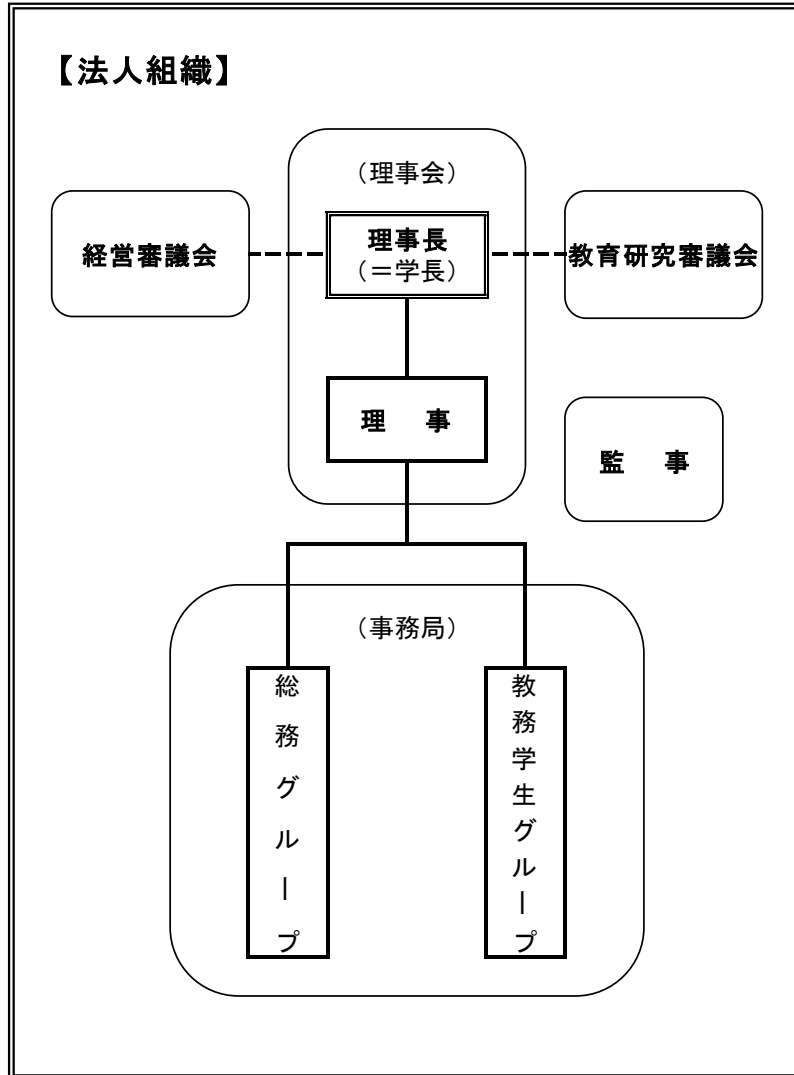 【法人組織】
（理事会）
経営審議会
理事長
（＝学長）
教育研究審議会
理　事
監　事
（事務局）
総務グループ
教務学生グループ